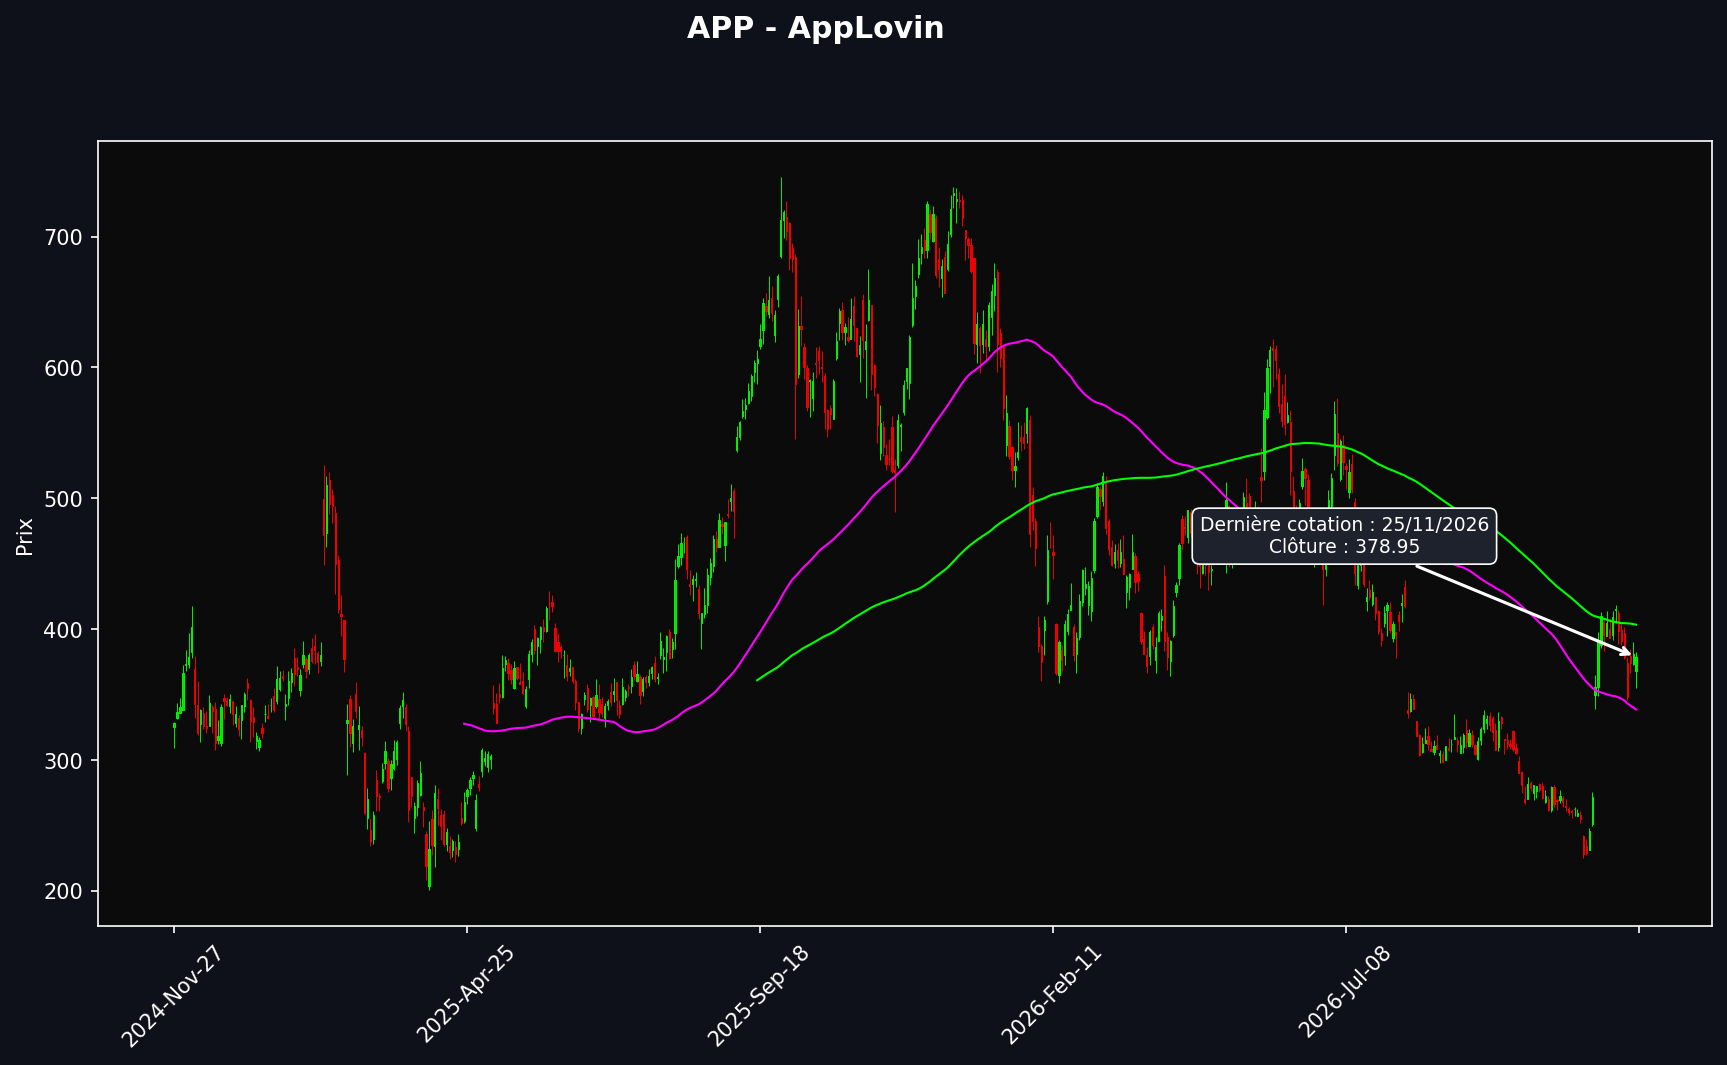 APP - AppLovin
Prix
700
600
500
400
300
200
Dernière cotation : 25/11/2026
Clôture : 378.95
2024-Nov-27
2025-Apr-25
2025-Sep-18
2026-Feb-11
2026-Jul-08